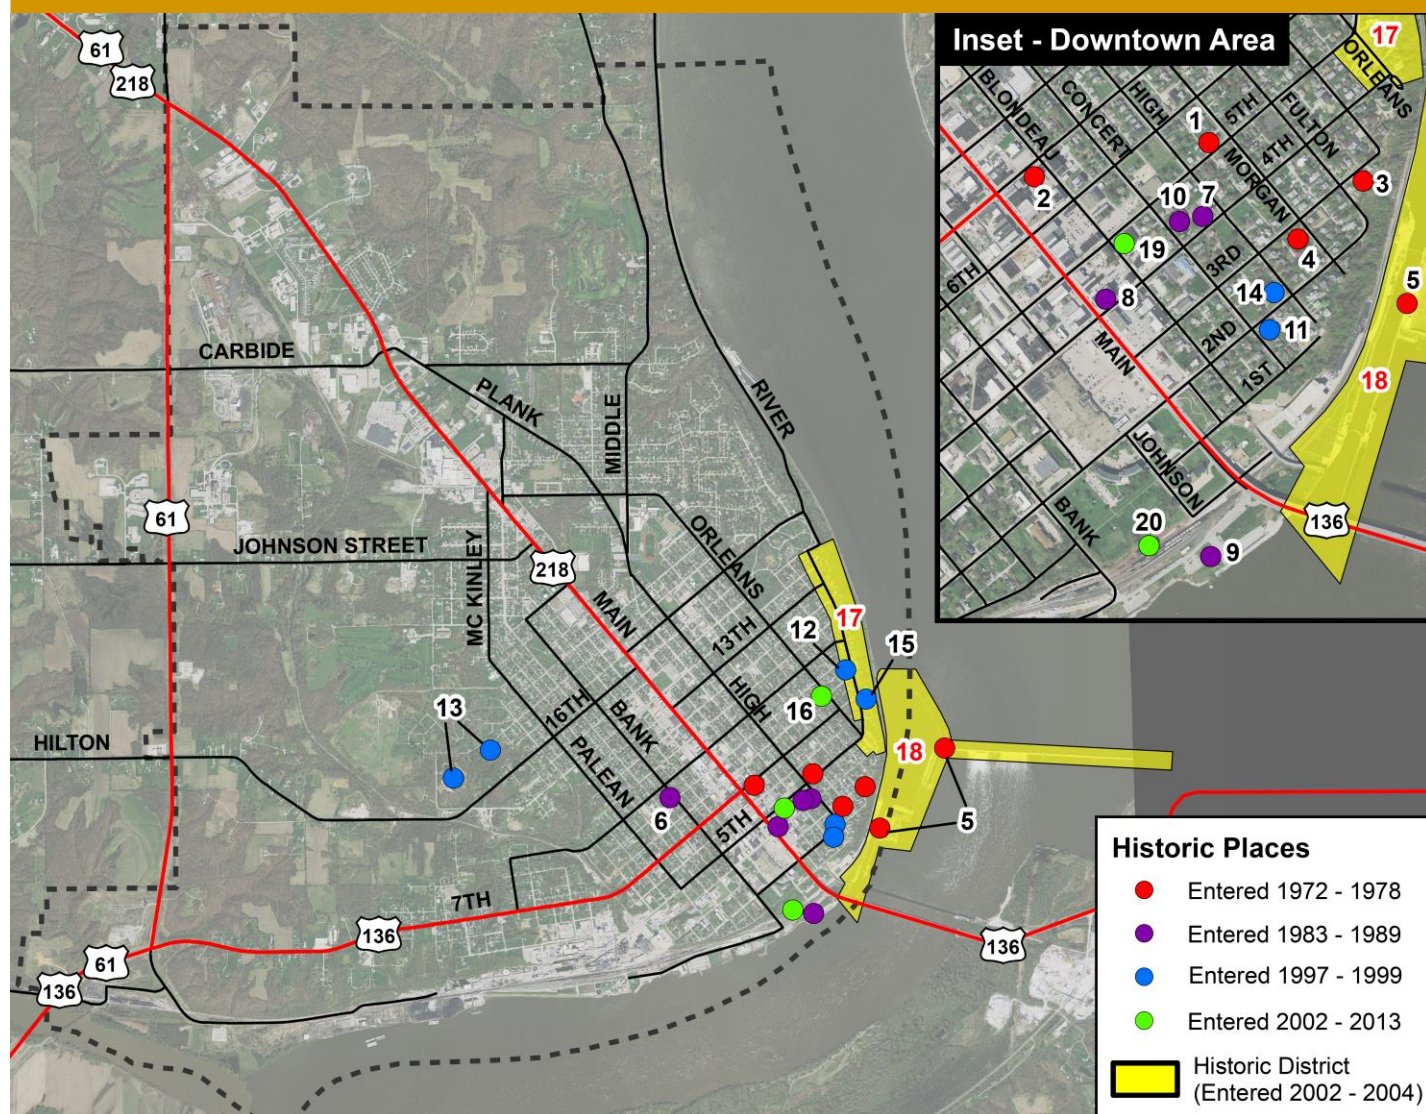 61
218
Inset - Downtown Area
17
ORLEANS
BLONDEAU
CONCERT
HIGH
1
5TH
FULTON
4TH
MORGAN
2
3
10
7
19
4
3RD
6TH
8
14
5
2ND
11
MAIN
1ST
18
JOHNSON
BANK
136
20
9
CARBIDE
PLANK
MIDDLE
RIVER
61
JOHNSON STREET
MC KINLEY
218
ORLEANS
MAIN
13TH
12
17
15
16TH
BANK
HIGH
16
13
HILTON
PALEAN
18
6
5TH
5
7TH
136
61
136
136
Historic Places
Entered 1972 - 1978
Entered 1983 - 1989
Entered 1997 - 1999
Entered 2002 - 2013
Historic District
(Entered 2002 - 2004)